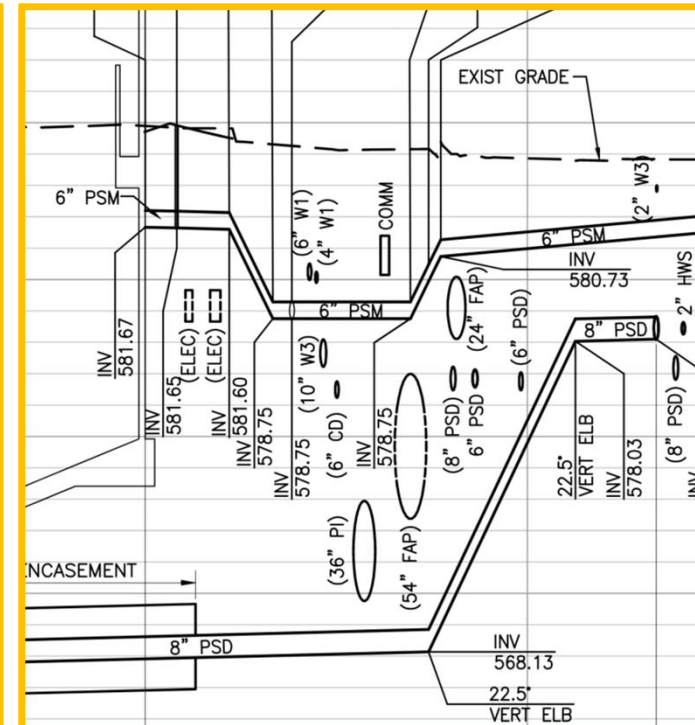 EXIST GRADE
6" PSM
(6" W1)
(4" W1)
COMM
(2" W3)
6" PSM
INV
580.73
2" HWS
INV
581.67
(ELEC)
(ELEC)
6" PSM
(24" FAP)
(6" PSD)
8" PSD
INV
581.65
INV
581.60
INV
578.75
INV
578.75
(10" W3)
(6" CD)
INV
578.75
(8" PSD)
6" PSD
22.5°
VERT ELB
INV
578.03
(8" PSD)
INV
(36" PI)
(54" FAP)
ENCASEMENT
8" PSD
INV
568.13
22.5°
VERT ELB